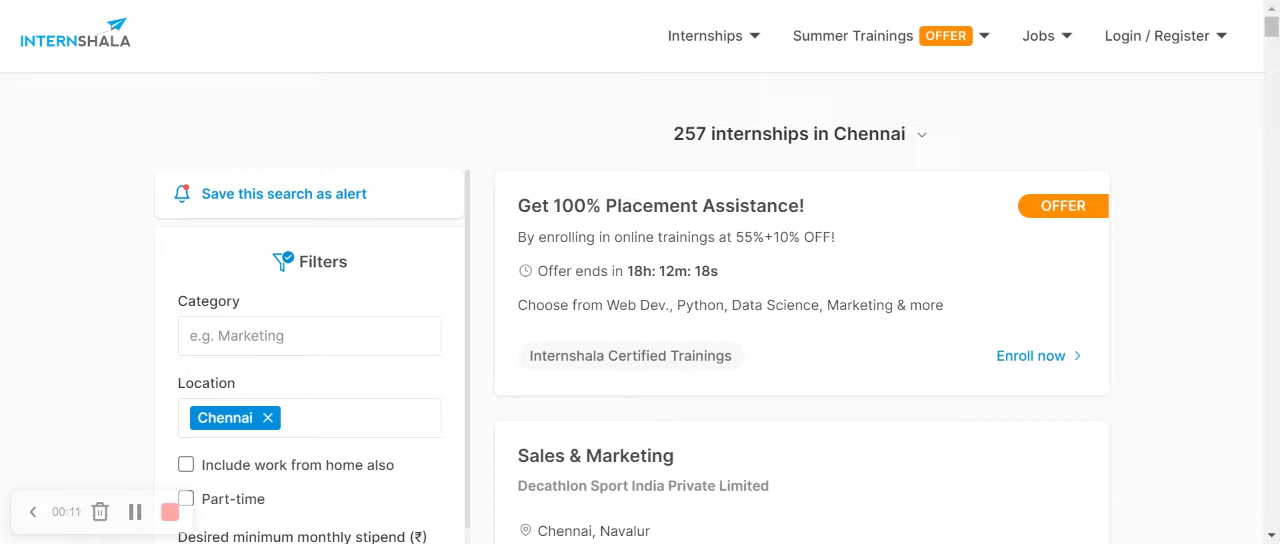 INTERNSHALA
Internships
Summer Trainings OFFER
Jobs
Login / Register
257 internships in Chennai
Save this search as alert
Filters
Category
e.g. Marketing
Location
Chennai
Include work from home also
Part-time
Desired minimum monthly stipend (₹)
00:11
Get 100% Placement Assistance!
OFFER
By enrolling in online trainings at 55%+10% OFF!
Offer ends in 18h: 12m: 18s
Choose from Web Dev., Python, Data Science, Marketing & more
Internshala Certified Trainings
Enroll now
Sales & Marketing
Decathlon Sport India Private Limited
Chennai, Navalur